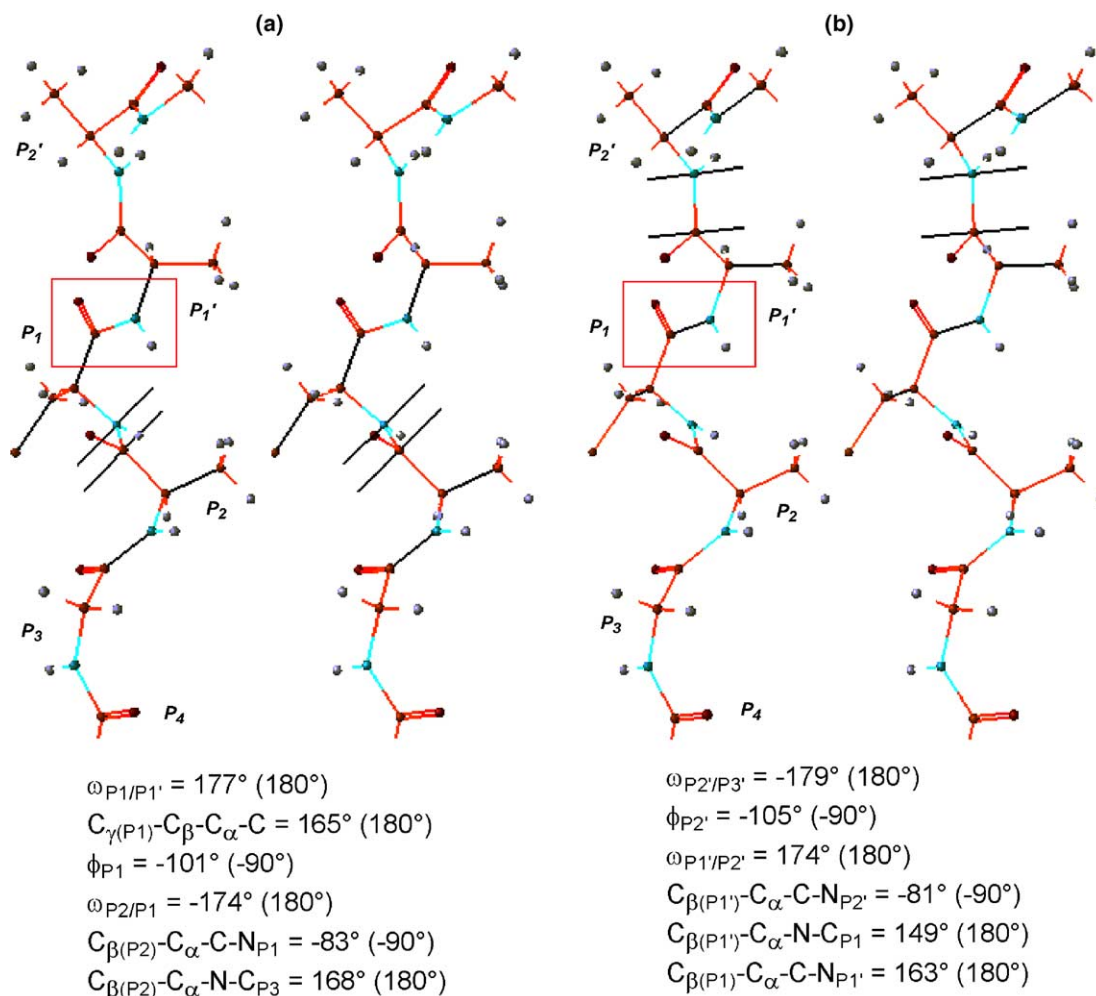 (a)
P2'
P1
P1'
P2
P3
P4
ωP1/P1' = 177° (180°)
Cγ(P1)-Cβ-Cα-C = 165° (180°)
ϕP1 = -101° (-90°)
ωP2/P1 = -174° (180°)
Cβ(P2)-Cα-C-NP1 = -83° (-90°)
Cβ(P2)-Cα-N-CP3 = 168° (180°)
(b)
P2'
P1
P1'
P2
P3
P4
ωP2'/P3' = -179° (180°)
ϕP2' = -105° (-90°)
ωP1'/P2' = 174° (180°)
Cβ(P1')-Cα-C-NP2' = -81° (-90°)
Cβ(P1')-Cα-N-CP1 = 149° (180°)
Cβ(P1)-Cα-C-NP1' = 163° (180°)